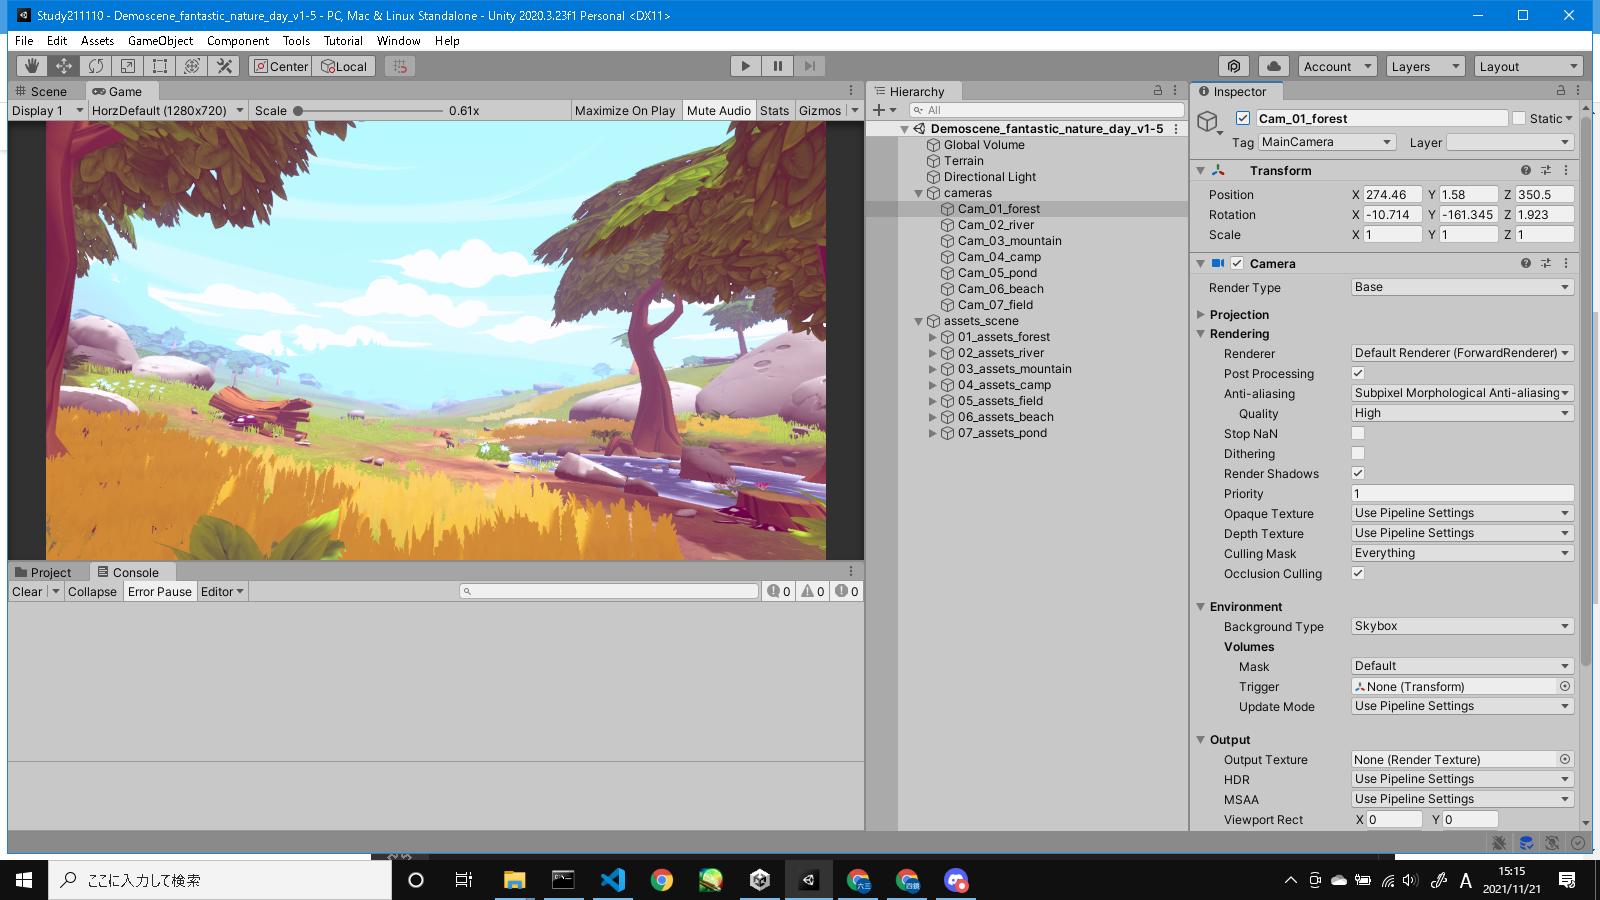 Study211110 - Demoscene_fantastic_nature_day_v1-5 - PC, Mac & Linux Standalone - Unity 2020.3.23f1 Personal <DX11>
File Edit Assets GameObject Component Tools Tutorial Window Help
Center Local Account Layers Layout
Scene Game
Display 1 HorzDefault (1280x720) Scale 0.61x Maximize On Play Mute Audio Stats Gizmos
Project Console
Clear Collapse Error Pause Editor 0 0 0
Hierarchy
All
Demoscene_fantastic_nature_day_v1-5
Global Volume
Terrain
Directional Light
cameras
Cam_01_forest
Cam_02_river
Cam_03_mountain
Cam_04_camp
Cam_05_pond
Cam_06_beach
Cam_07_field
assets_scene
01_assets_forest
02_assets_river
03_assets_mountain
04_assets_camp
05_assets_field
06_assets_beach
07_assets_pond
Inspector
Cam_01_forest Static
Tag MainCamera Layer
Transform
Position X 274.46 Y 1.58 Z 350.5
Rotation X -10.714 Y -161.345 Z 1.923
Scale X 1 Y 1 Z 1
Camera
Render Type Base
Projection
Rendering
Renderer Default Renderer (ForwardRenderer)
Post Processing
Anti-aliasing Subpixel Morphological Anti-aliasing
Quality High
Stop NaN
Dithering
Render Shadows
Priority 1
Opaque Texture Use Pipeline Settings
Depth Texture Use Pipeline Settings
Culling Mask Everything
Occlusion Culling
Environment
Background Type Skybox
Volumes
Mask Default
Trigger None (Transform)
Update Mode Use Pipeline Settings
Output
Output Texture None (Render Texture)
HDR Use Pipeline Settings
MSAA Use Pipeline Settings
Viewport Rect X 0 Y 0
ここに入力して検索
A
15:15
2021/11/21